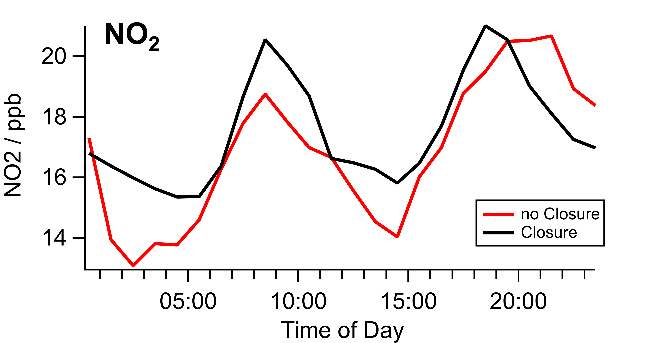 NO₂
20
18
16
14
NO2 / ppb
no Closure
Closure
05:00 10:00 15:00 20:00
Time of Day